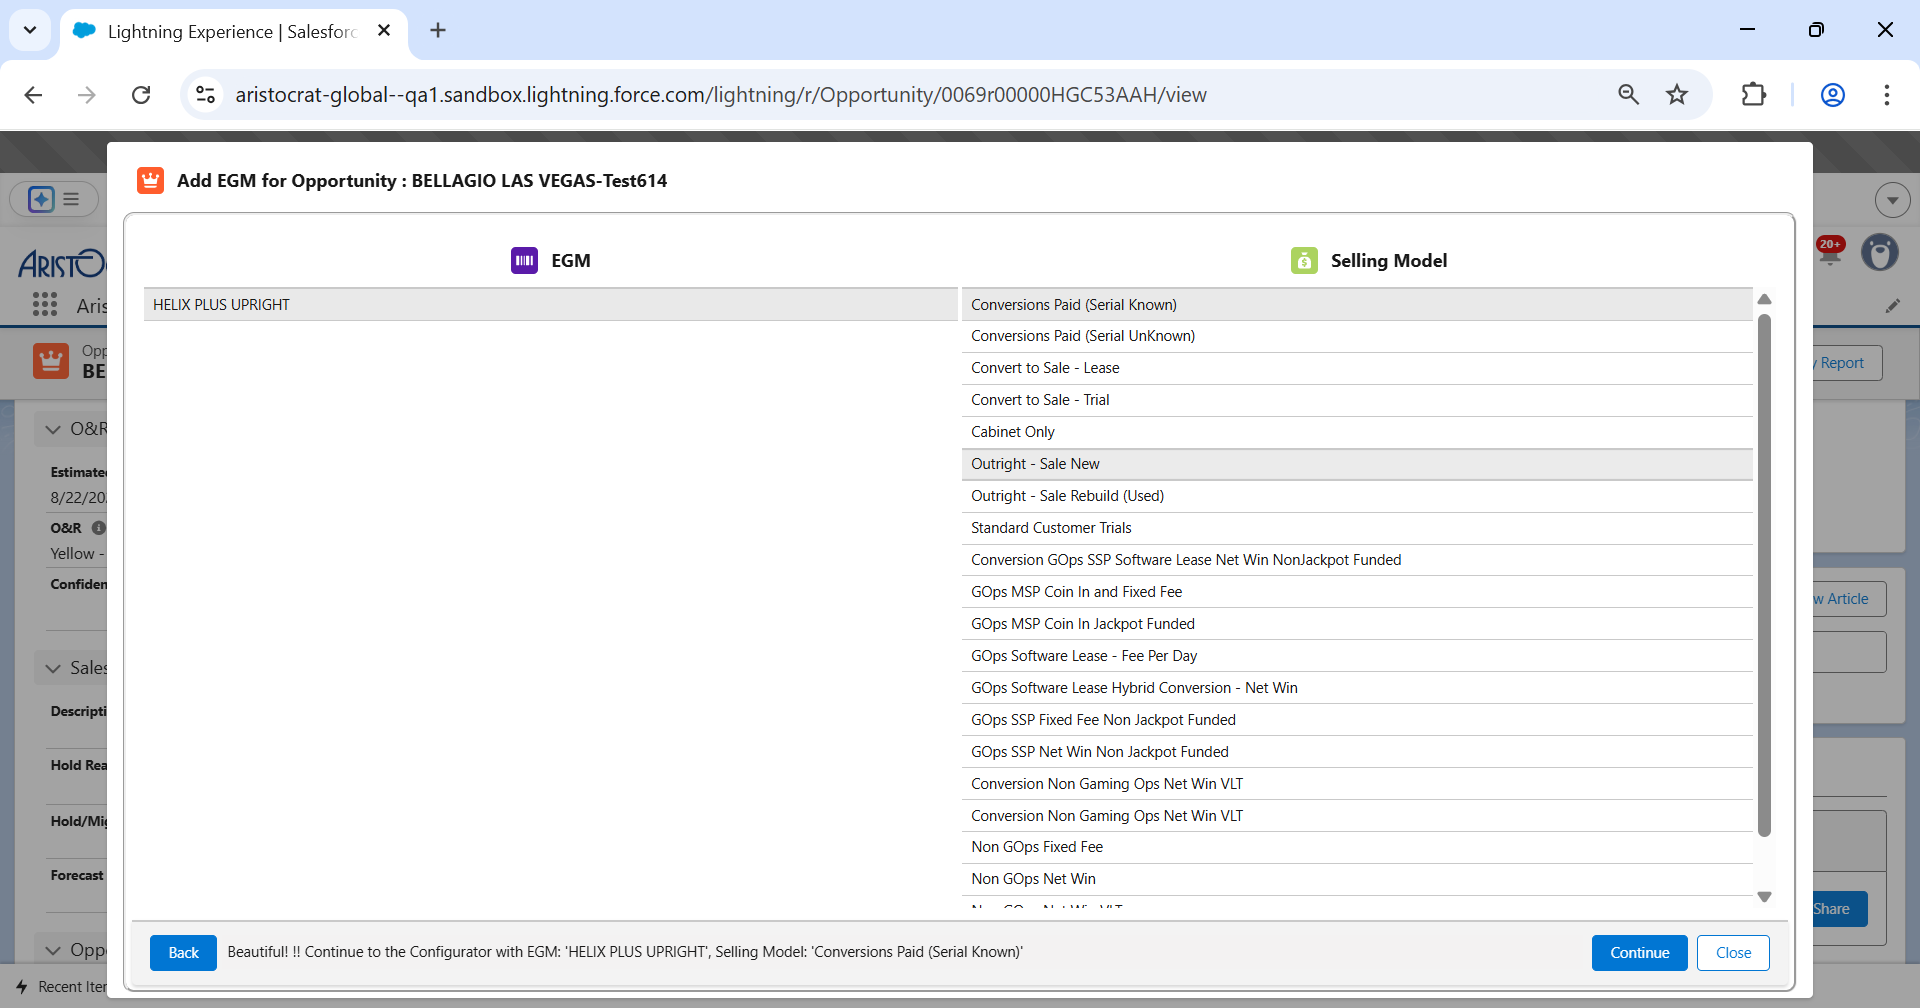 Lightning Experience | Salesforc
aristocrat-global--qa1.sandbox.lightning.force.com/lightning/r/Opportunity/0069r00000HGC53AAH/view
Add EGM for Opportunity : BELLAGIO LAS VEGAS-Test614
EGM
Selling Model
HELIX PLUS UPRIGHT
Conversions Paid (Serial Known)
Conversions Paid (Serial UnKnown)
Convert to Sale - Lease
Convert to Sale - Trial
Cabinet Only
Outright - Sale New
Outright - Sale Rebuild (Used)
Standard Customer Trials
Conversion GOps SSP Software Lease Net Win NonJackpot Funded
GOps MSP Coin In and Fixed Fee
GOps MSP Coin In Jackpot Funded
GOps Software Lease - Fee Per Day
GOps Software Lease Hybrid Conversion - Net Win
GOps SSP Fixed Fee Non Jackpot Funded
GOps SSP Net Win Non Jackpot Funded
Conversion Non Gaming Ops Net Win VLT
Conversion Non Gaming Ops Net Win VLT
Non GOps Fixed Fee
Non GOps Net Win
Back
Beautiful! !! Continue to the Configurator with EGM: 'HELIX PLUS UPRIGHT', Selling Model: 'Conversions Paid (Serial Known)'
Continue
Close
ARISTO
Aris
Opp
BE
O&R
Estimated
8/22/20
O&R
Yellow -
Confiden
Sales
Descripti
Hold Rea
Hold/Mig
Forecast
Oppo
Recent Iter
20+
y Report
w Article
Share